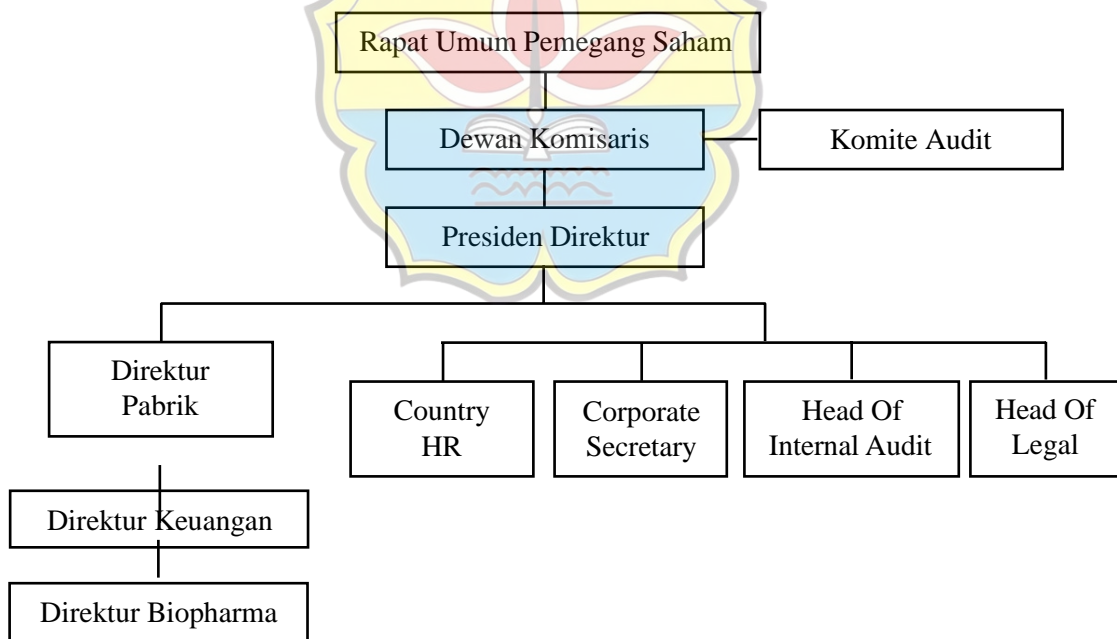 Rapat Umum Pemegang Saham
Dewan Komisaris
Komite Audit
Presiden Direktur
Direktur
Pabrik
Country
HR
Corporate
Secretary
Head Of
Internal Audit
Head Of
Legal
Direktur Keuangan
Direktur Biopharma